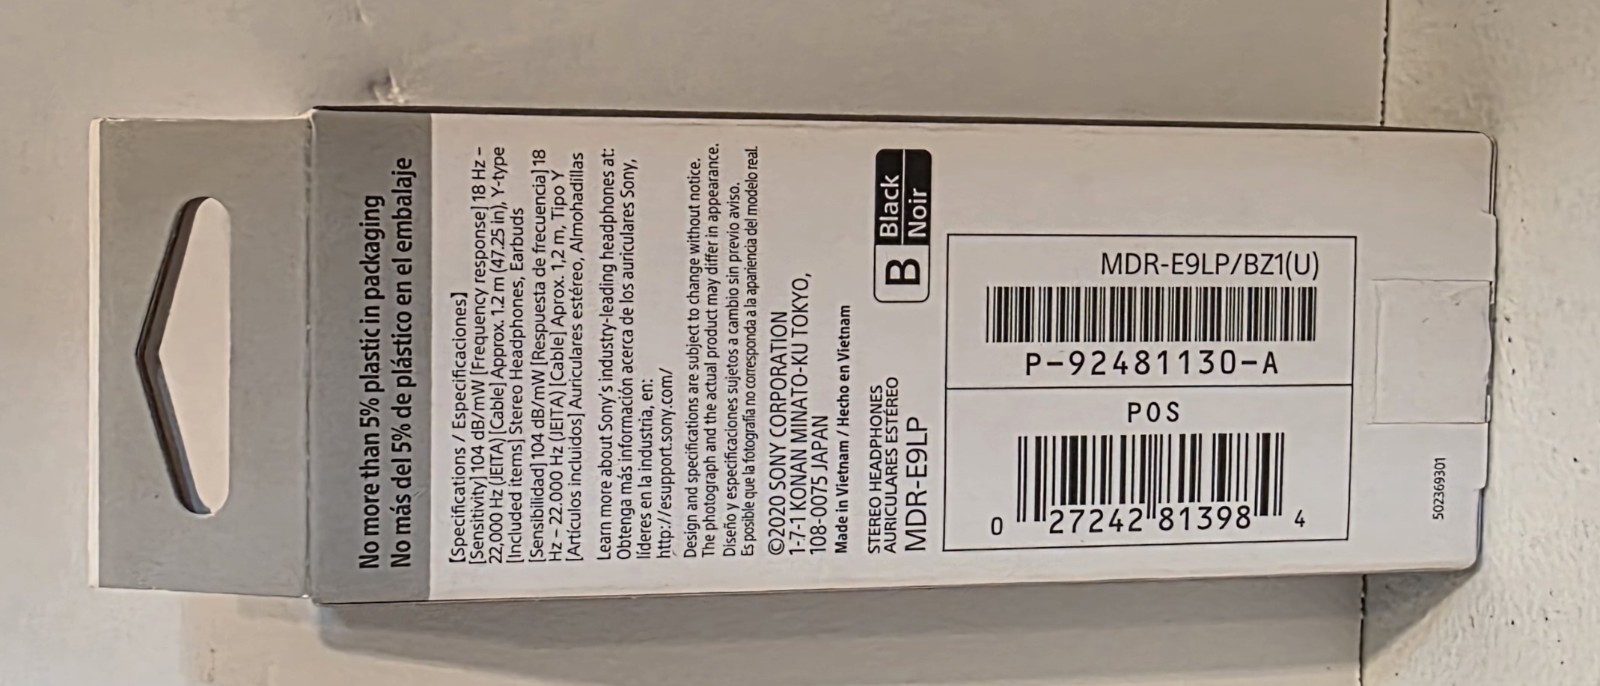 No more than 5% plastic in packaging
No más del 5% de plástico en el embalaje
[Specifications / Especificaciones]
[Sensitivity] 104 dB/mW [Frequency response] 18 Hz –
22,000 Hz (JEITA) [Cable] Approx. 1.2 m (47.25 in), Y-type
[Included items] Stereo Headphones, Earbuds
[Sensibilidad] 104 dB/mW [Respuesta de frecuencia] 18
Hz – 22.000 Hz (JEITA) [Cable] Aprox. 1,2 m, Tipo Y
[Artículos incluidos] Auriculares estéreo, Almohadillas
Learn more about Sony's industry-leading headphones at:
Obtenga más información acerca de los auriculares Sony,
líderes en la industria, en:
http://esupport.sony.com/
Design and specifications are subject to change without notice.
The photograph and the actual product may differ in appearance.
Diseño y especificaciones sujetos a cambio sin previo aviso.
Es posible que la fotografía no corresponda a la apariencia del modelo real.
©2020 SONY CORPORATION
1-7-1 KONAN MINATO-KU TOKYO,
108-0075 JAPAN
Made in Vietnam / Hecho en Vietnam
STEREO HEADPHONES
AURICULARES ESTÉREO
MDR-E9LP
B
Black
Noir
MDR-E9LP/BZ1(U)
P-92481130-A
POS
0 27242 81398 4
502369301